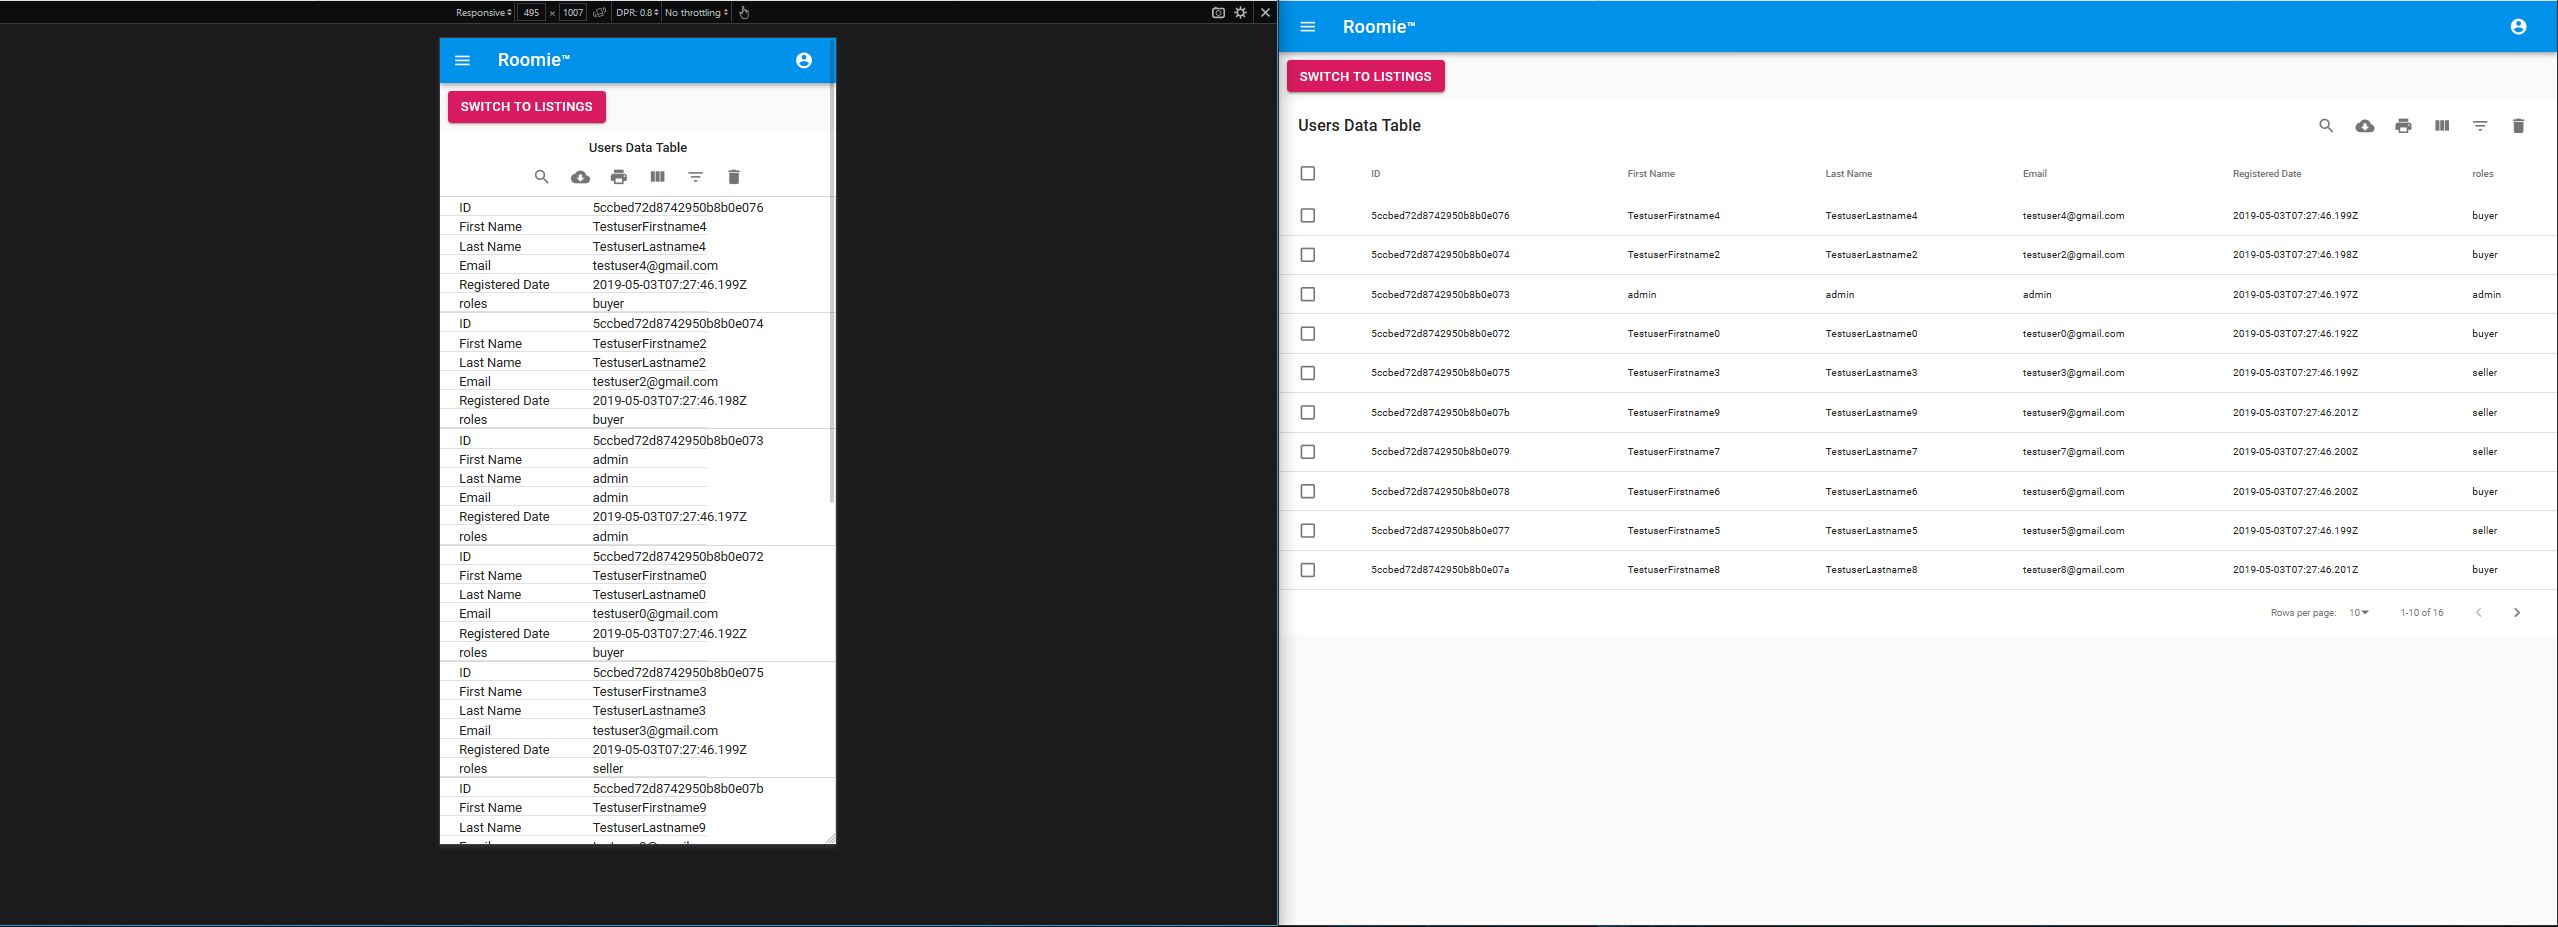 Responsive 495 × 1007 DPR: 0.8 No throttling
Roomie™
SWITCH TO LISTINGS
Users Data Table
ID 5ccbed72d8742950b8b0e076
First Name TestuserFirstname4
Last Name TestuserLastname4
Email testuser4@gmail.com
Registered Date 2019-05-03T07:27:46.199Z
roles buyer
ID 5ccbed72d8742950b8b0e074
First Name TestuserFirstname2
Last Name TestuserLastname2
Email testuser2@gmail.com
Registered Date 2019-05-03T07:27:46.198Z
roles buyer
ID 5ccbed72d8742950b8b0e073
First Name admin
Last Name admin
Email admin
Registered Date 2019-05-03T07:27:46.197Z
roles admin
ID 5ccbed72d8742950b8b0e072
First Name TestuserFirstname0
Last Name TestuserLastname0
Email testuser0@gmail.com
Registered Date 2019-05-03T07:27:46.192Z
roles buyer
ID 5ccbed72d8742950b8b0e075
First Name TestuserFirstname3
Last Name TestuserLastname3
Email testuser3@gmail.com
Registered Date 2019-05-03T07:27:46.199Z
roles seller
ID 5ccbed72d8742950b8b0e07b
First Name TestuserFirstname9
Last Name TestuserLastname9
Roomie™
SWITCH TO LISTINGS
Users Data Table
ID First Name Last Name Email Registered Date roles
5ccbed72d8742950b8b0e076 TestuserFirstname4 TestuserLastname4 testuser4@gmail.com 2019-05-03T07:27:46.199Z buyer
5ccbed72d8742950b8b0e074 TestuserFirstname2 TestuserLastname2 testuser2@gmail.com 2019-05-03T07:27:46.198Z buyer
5ccbed72d8742950b8b0e073 admin admin admin 2019-05-03T07:27:46.197Z admin
5ccbed72d8742950b8b0e072 TestuserFirstname0 TestuserLastname0 testuser0@gmail.com 2019-05-03T07:27:46.192Z buyer
5ccbed72d8742950b8b0e075 TestuserFirstname3 TestuserLastname3 testuser3@gmail.com 2019-05-03T07:27:46.199Z seller
5ccbed72d8742950b8b0e07b TestuserFirstname9 TestuserLastname9 testuser9@gmail.com 2019-05-03T07:27:46.201Z seller
5ccbed72d8742950b8b0e079 TestuserFirstname7 TestuserLastname7 testuser7@gmail.com 2019-05-03T07:27:46.200Z seller
5ccbed72d8742950b8b0e078 TestuserFirstname6 TestuserLastname6 testuser6@gmail.com 2019-05-03T07:27:46.200Z buyer
5ccbed72d8742950b8b0e077 TestuserFirstname5 TestuserLastname5 testuser5@gmail.com 2019-05-03T07:27:46.199Z seller
5ccbed72d8742950b8b0e07a TestuserFirstname8 TestuserLastname8 testuser8@gmail.com 2019-05-03T07:27:46.201Z buyer
Rows per page: 10 1-10 of 16